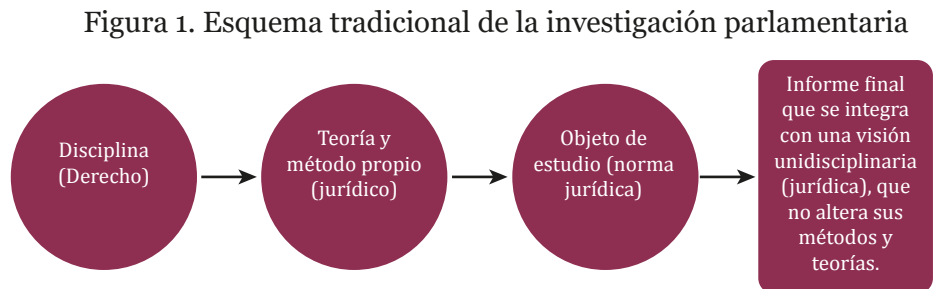 Figura 1. Esquema tradicional de la investigación parlamentaria
Disciplina
(Derecho)
Teoría y
método propio
(jurídico)
Objeto de
estudio (norma
jurídica)
Informe final
que se integra
con una visión
unidisciplinaria
(jurídica), que
no altera sus
métodos y
teorías.